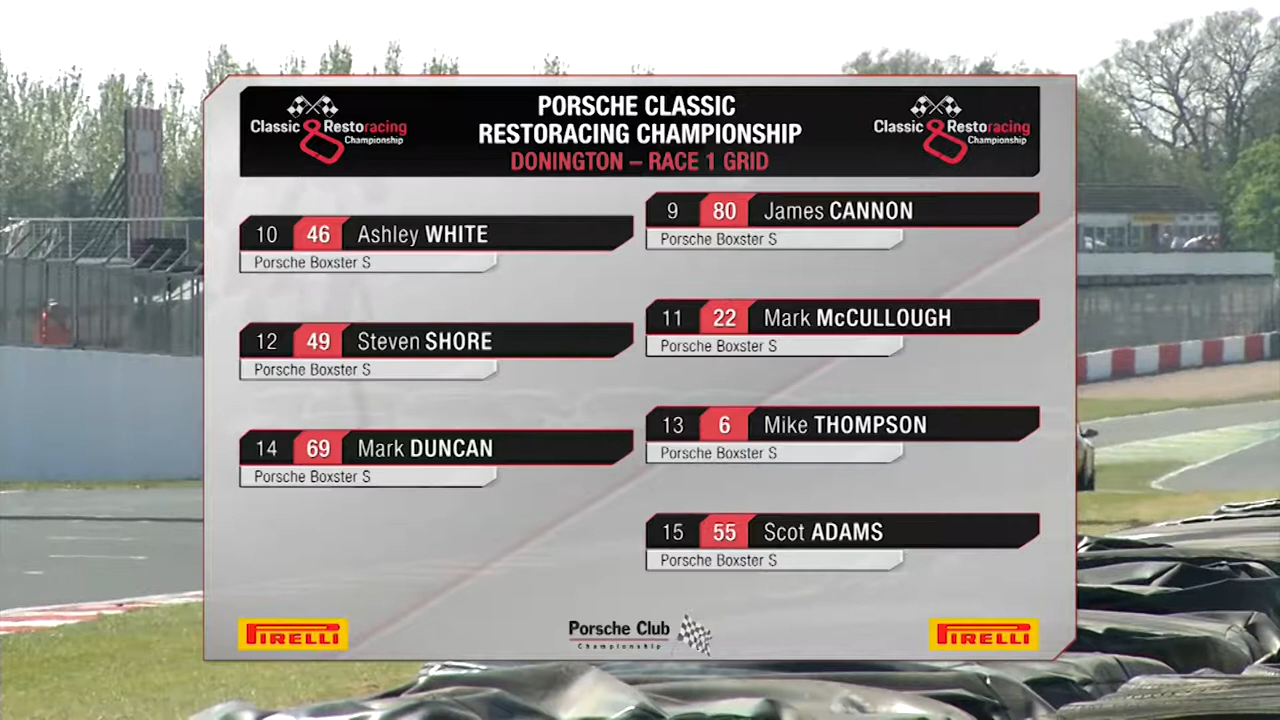 Classic Restoracing
Championship
PORSCHE CLASSIC
RESTORACING CHAMPIONSHIP
DONINGTON – RACE 1 GRID
Classic Restoracing
Championship
9 80 James CANNON
Porsche Boxster S
10 46 Ashley WHITE
Porsche Boxster S
11 22 Mark McCULLOUGH
Porsche Boxster S
12 49 Steven SHORE
Porsche Boxster S
13 6 Mike THOMPSON
Porsche Boxster S
14 69 Mark DUNCAN
Porsche Boxster S
15 55 Scot ADAMS
Porsche Boxster S
PIRELLI
Porsche Club
Championship
PIRELLI